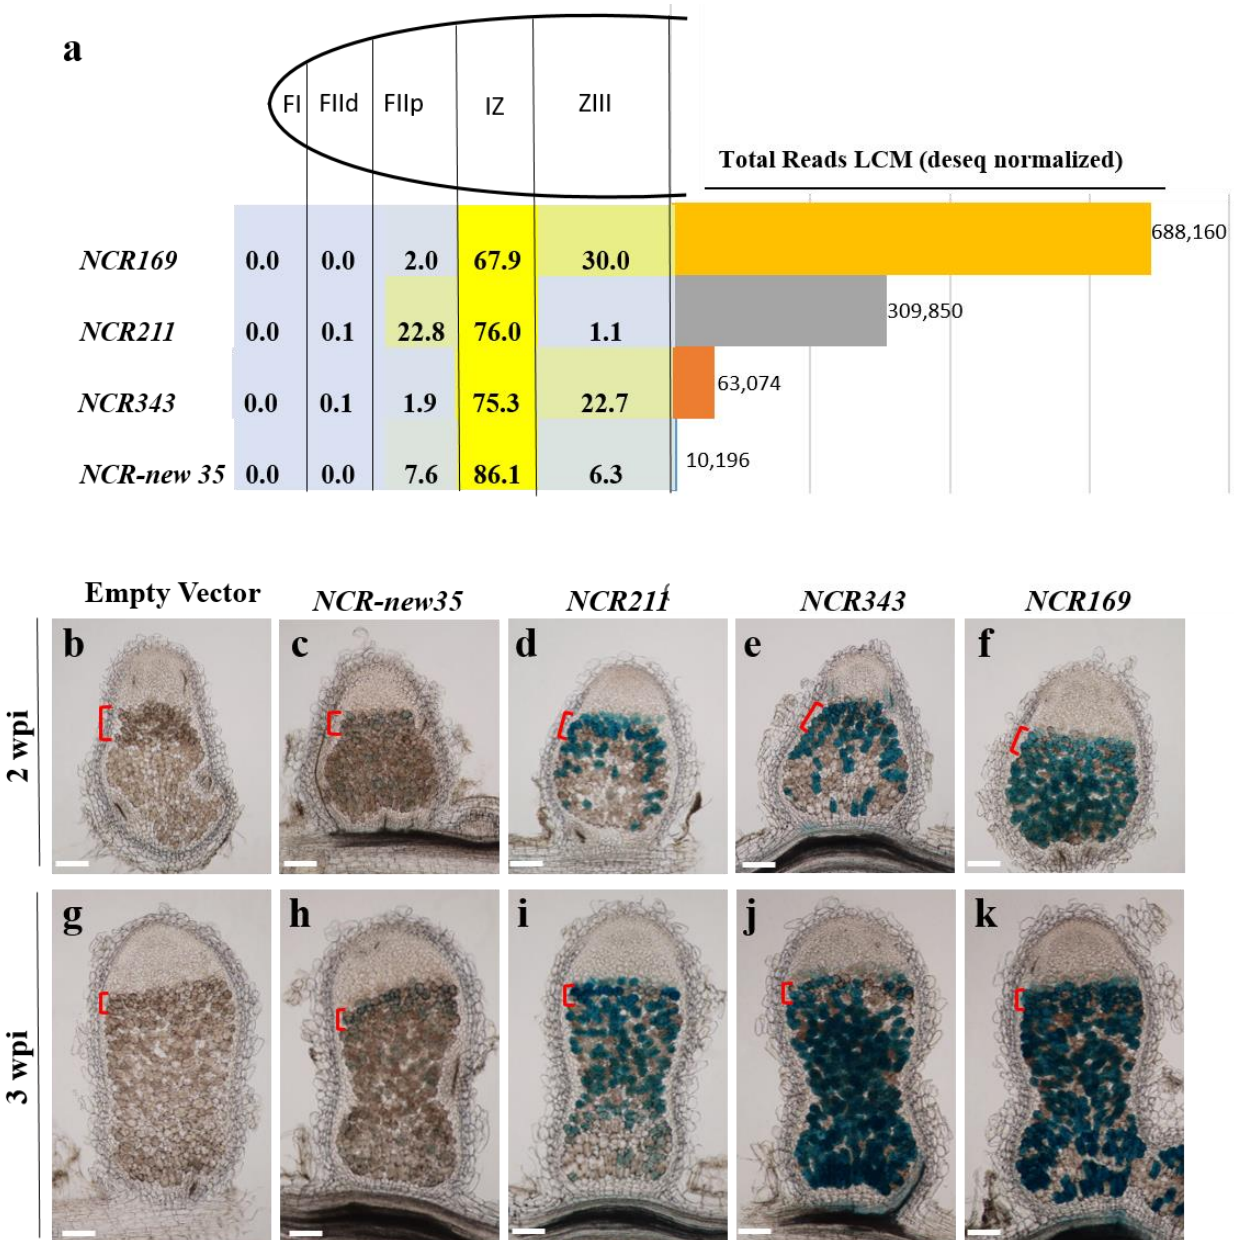 a
FI FIId FIIp IZ ZIII
Total Reads LCM (deseq normalized)
NCR169 0.0 0.0 2.0 67.9 30.0 688,160
NCR211 0.0 0.1 22.8 76.0 1.1 309,850
NCR343 0.0 0.1 1.9 75.3 22.7 63,074
NCR-new 35 0.0 0.0 7.6 86.1 6.3 10,196
Empty Vector NCR-new35 NCR211 NCR343 NCR169
2 wpi
b c d e f
3 wpi
g h i j k